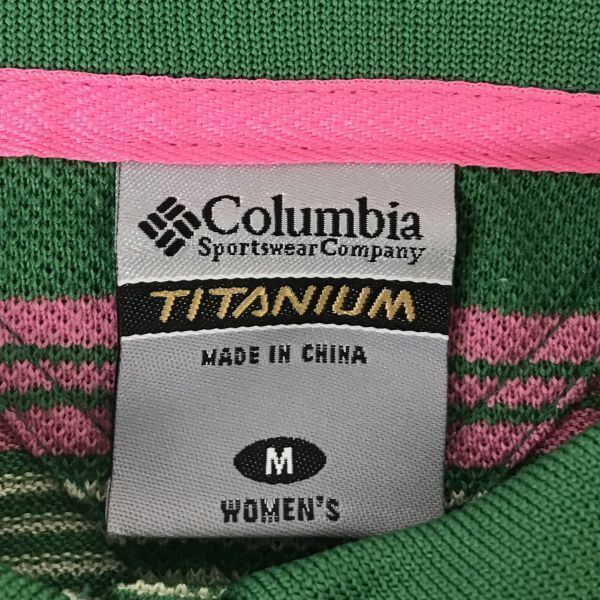 Columbia
Sportswear Company
TITANIUM
MADE IN CHINA
M
WOMEN'S